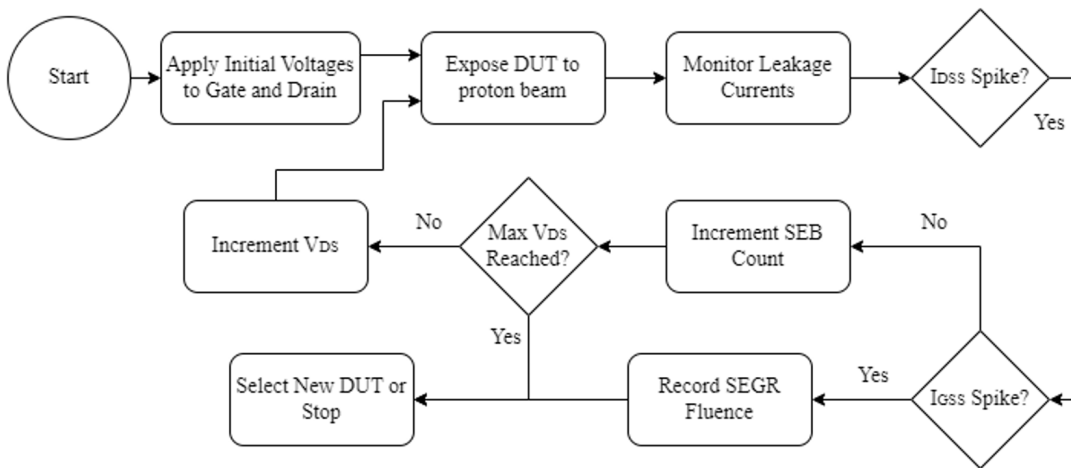 Start
Apply Initial Voltages
to Gate and Drain
Expose DUT to
proton beam
Monitor Leakage
Currents
IDSS Spike?
Yes
Increment VDS
No
Max VDS
Reached?
Increment SEB
Count
No
Yes
Select New DUT or
Stop
Record SEGR
Fluence
Yes
IGSS Spike?